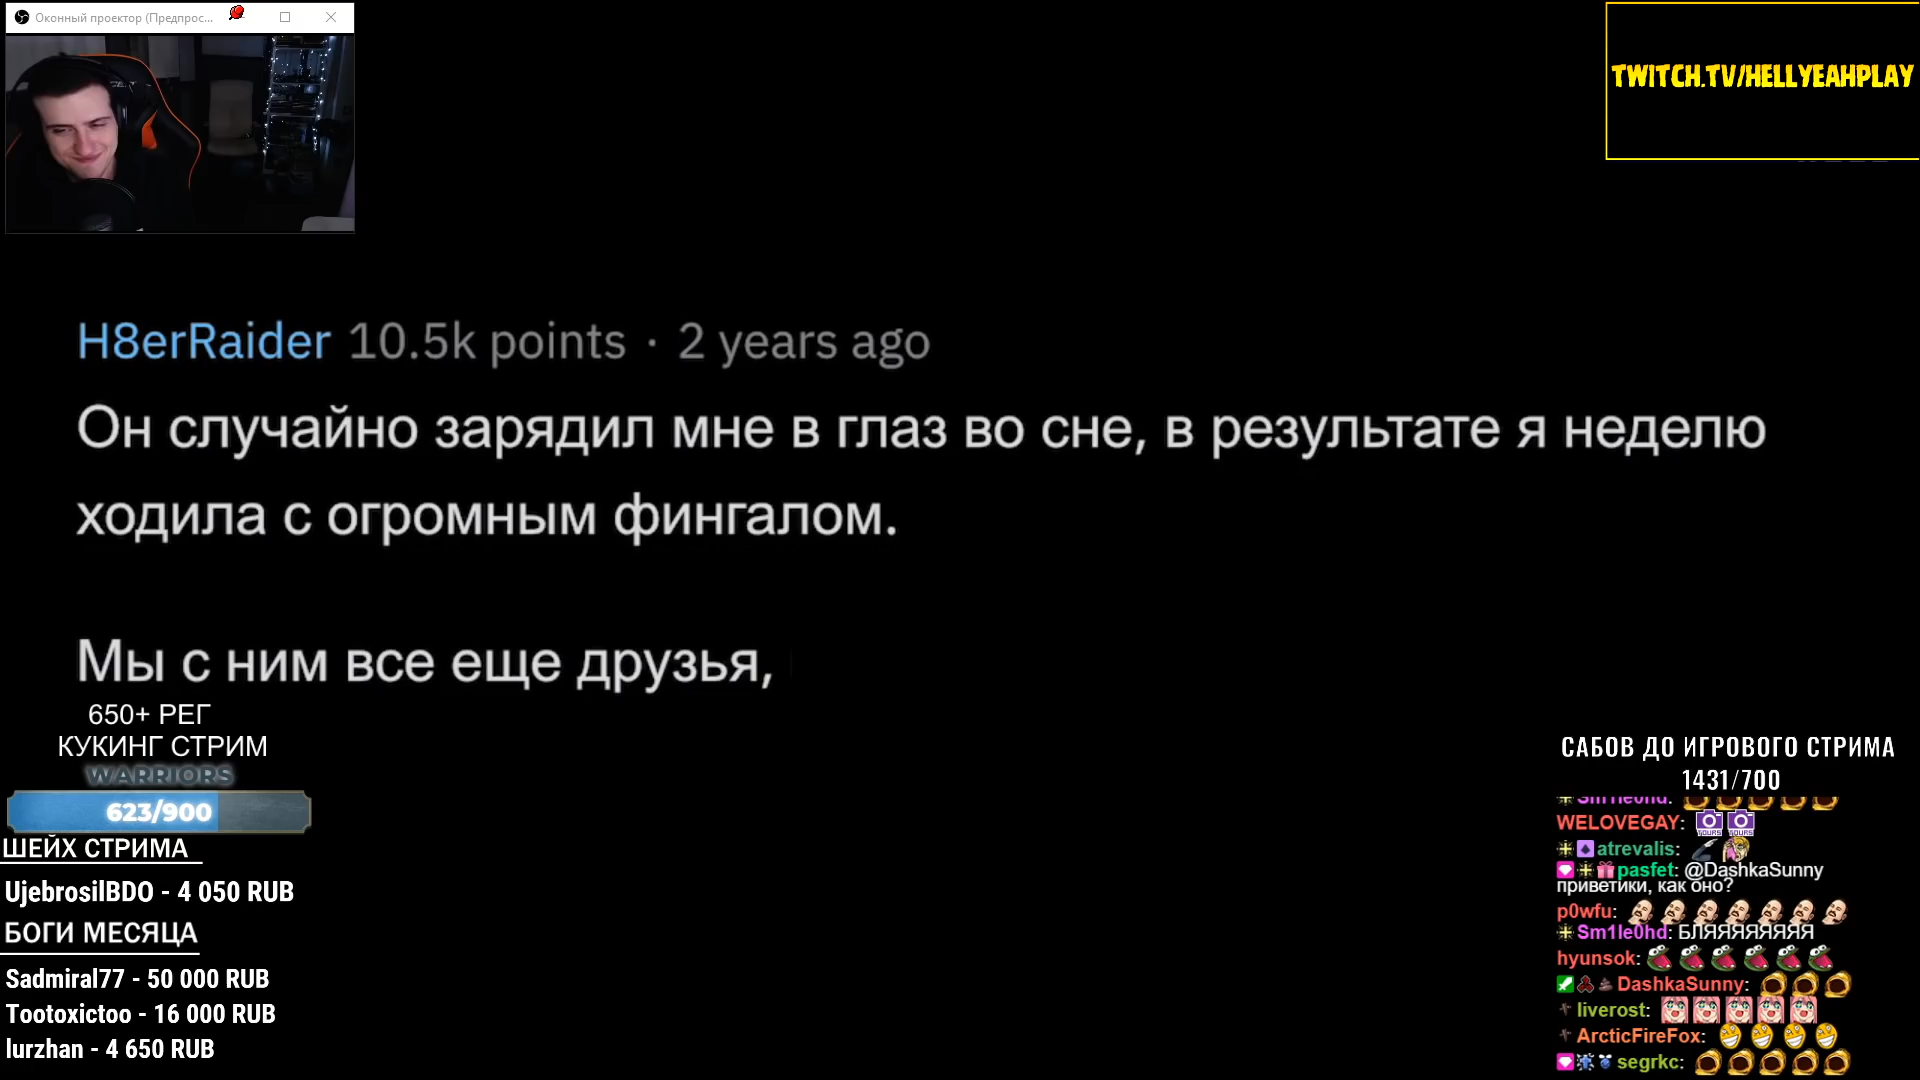 Оконный проектор (Предпрос...
TWITCH.TV/HELLYEAHPLAY
H8erRaider 10.5k points · 2 years ago
Он случайно зарядил мне в глаз во сне, в результате я неделю
ходила с огромным фингалом.
Мы с ним все еще друзья,
650+ РЕГ
КУКИНГ СТРИМ
WARRIORS
623/900
ШЕЙХ СТРИМА
UjebrosilBDO - 4 050 RUB
БОГИ МЕСЯЦА
Sadmiral77 - 50 000 RUB
Tootoxictoo - 16 000 RUB
lurzhan - 4 650 RUB
САБОВ ДО ИГРОВОГО СТРИМА
1431/700
Sm1le0hd:
WELOVEGAY:
atrevalis:
pasfet: @DashkaSunny
приветики, как оно?
p0wfu:
Sm1le0hd: БЛЯЯЯЯЯЯЯЯ
hyunsok:
DashkaSunny:
liverost:
ArcticFireFox:
segrkc: